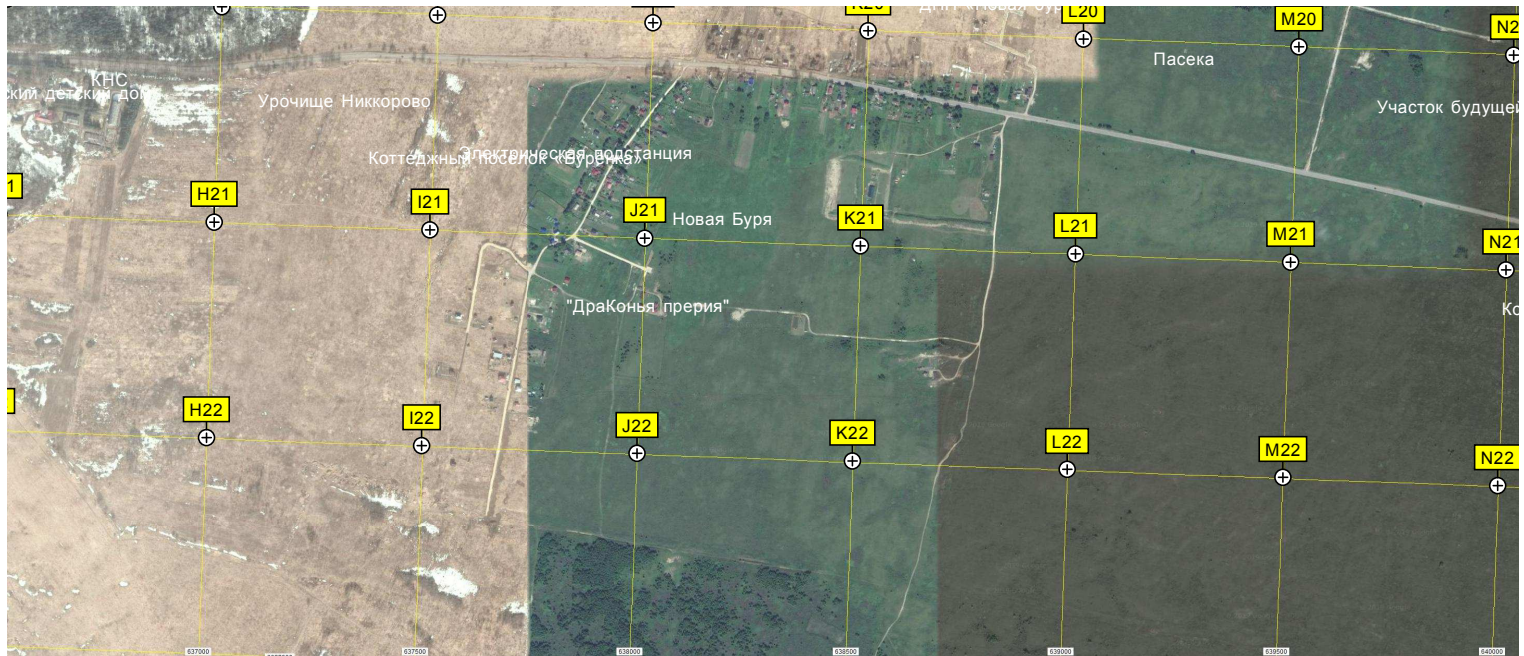 L20
M20
Пасека
КНС
ский детский дом
Урочище Никкорово
Участок будущей
Электрическая подстанция
Коттеджный посёлок «Буренка»
H21
I21
J21
Новая Буря
K21
L21
M21
N21
"ДраКонья прерия"
H22
I22
J22
K22
L22
M22
N22
637000
637500
638000
638500
639000
639500
640000